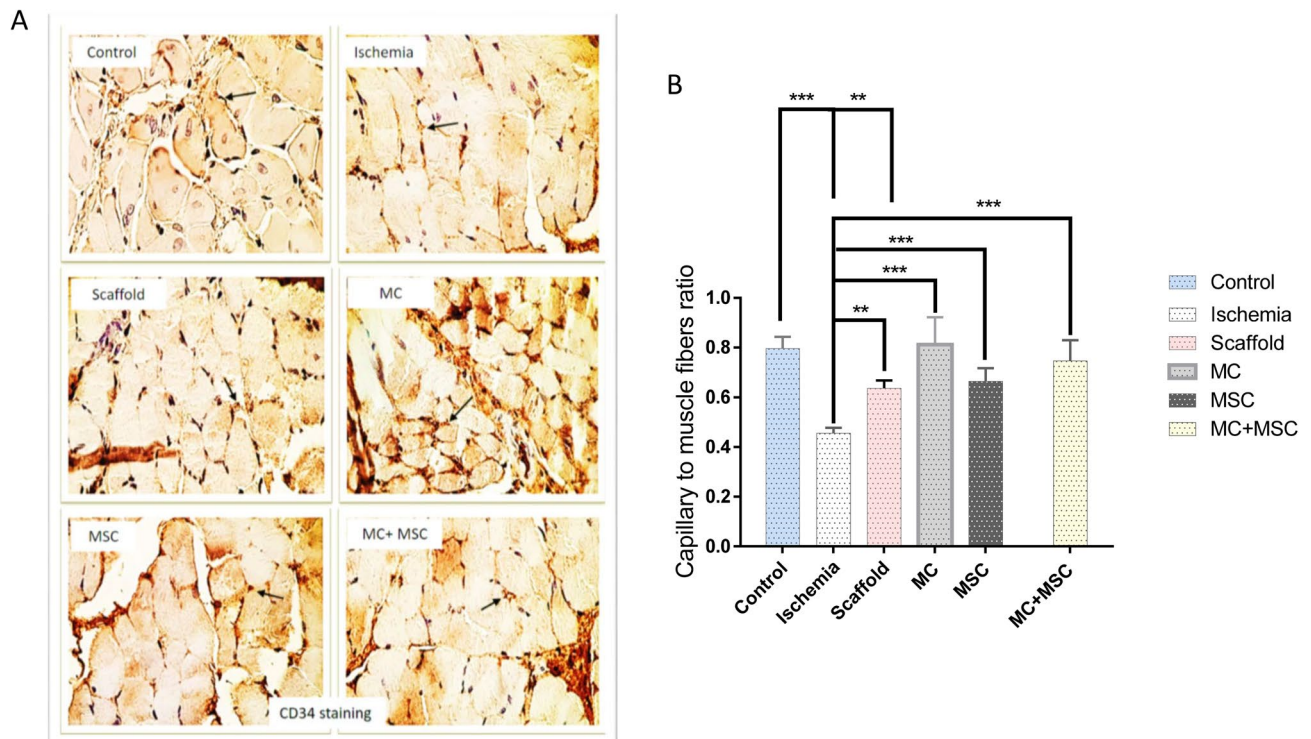 A
Control
Ischemia
Scaffold
MC
MSC
MC+ MSC
CD34 staining
B
*** **
***
***
***
**
Capillary to muscle fibers ratio
1.0
0.8
0.6
0.4
0.2
0.0
Control
Ischemia
Scaffold
MC
MSC
MC+MSC
Control
Ischemia
Scaffold
MC
MSC
MC+MSC